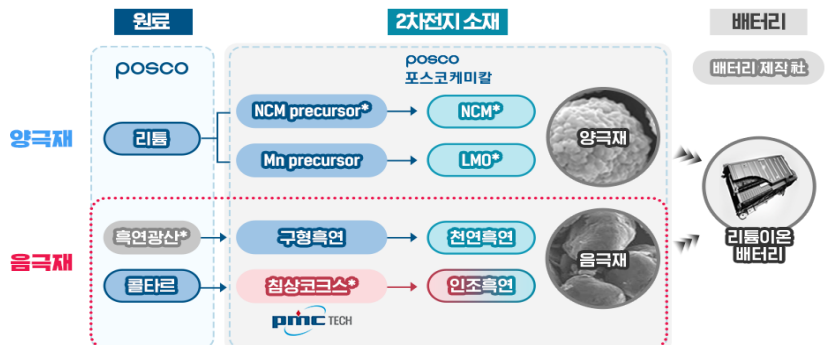 원료
2차전지 소재
배터리
posco
posco
포스코케미칼
배터리 제작 社
양극재
리튬
NCM precursor*
NCM*
Mn precursor
LMO*
양극재
음극재
흑연광산*
구형흑연
천연흑연
음극재
리튬이온
배터리
콜타르
침상코크스*
인조흑연
pmc TECH